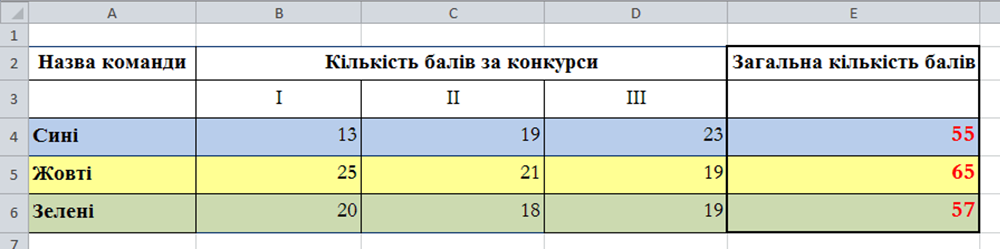 A B C D E
1
2 Назва команди Кількість балів за конкурси Загальна кількість балів
3 I II III
4 Сині 13 19 23 55
5 Жовті 25 21 19 65
6 Зелені 20 18 19 57
7